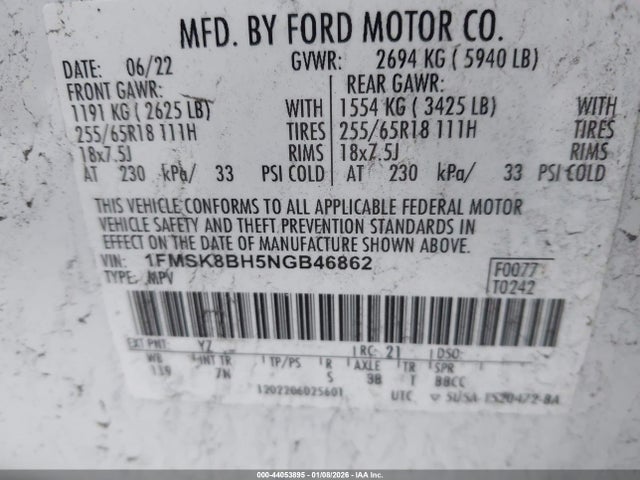 MFD. BY FORD MOTOR CO.
DATE: 06/22 GVWR: 2694 KG ( 5940 LB)
FRONT GAWR: REAR GAWR:
1191 KG ( 2625 LB) WITH 1554 KG ( 3425 LB) WITH
255/65R18 111H TIRES 255/65R18 111H TIRES
18x7.5J RIMS 18x7.5J RIMS
AT 230 kPa/ 33 PSI COLD AT 230 kPa/ 33 PSI COLD
THIS VEHICLE CONFORMS TO ALL APPLICABLE FEDERAL MOTOR
VEHICLE SAFETY AND THEFT PREVENTION STANDARDS IN
EFFECT ON THE DATE OF MANUFACTURE SHOWN ABOVE.
VIN: 1FMSK8BH5NGB46862 F0077
TYPE: MPV T0242
EXT PNT: YZ RC: 21 DSO:
WB INT TR TP/PS R AXLE TR SPR
119 7N S 3B T BBCC
1202206025601 UTC
000-44053895 - 01/08/2026 - IAAI.com